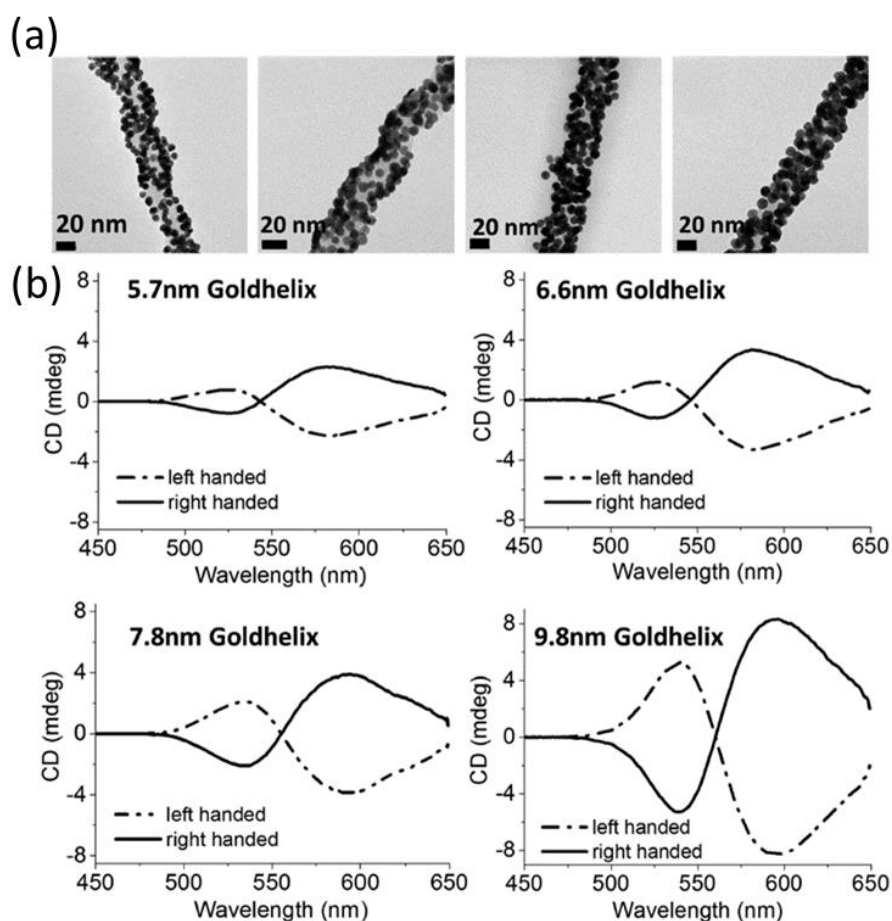 (a)
20 nm 20 nm 20 nm 20 nm
(b)
5.7nm Goldhelix
8
4
0
-4
-8
CD (mdeg)
left handed
right handed
450 500 550 600 650
Wavelength (nm)
6.6nm Goldhelix
8
4
0
-4
-8
CD (mdeg)
left handed
right handed
450 500 550 600 650
Wavelength (nm)
7.8nm Goldhelix
8
4
0
-4
-8
CD (mdeg)
left handed
right handed
450 500 550 600 650
Wavelength (nm)
9.8nm Goldhelix
8
4
0
-4
-8
CD (mdeg)
left handed
right handed
450 500 550 600 650
Wavelength (nm)